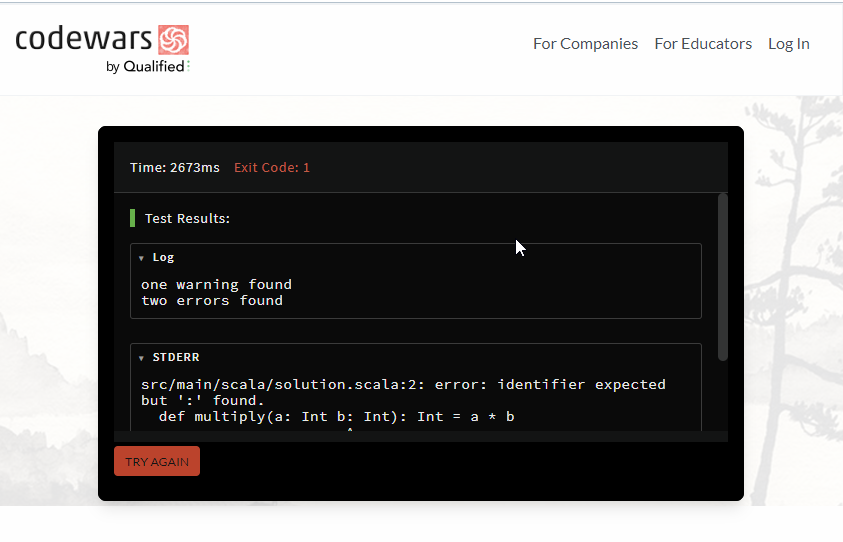 codewars
by Qualified
For Companies For Educators Log In
Time: 2673ms Exit Code: 1
Test Results:
Log
one warning found
two errors found
STDERR
src/main/scala/solution.scala:2: error: identifier expected
but ':' found.
def multiply(a: Int b: Int): Int = a * b
^
TRY AGAIN